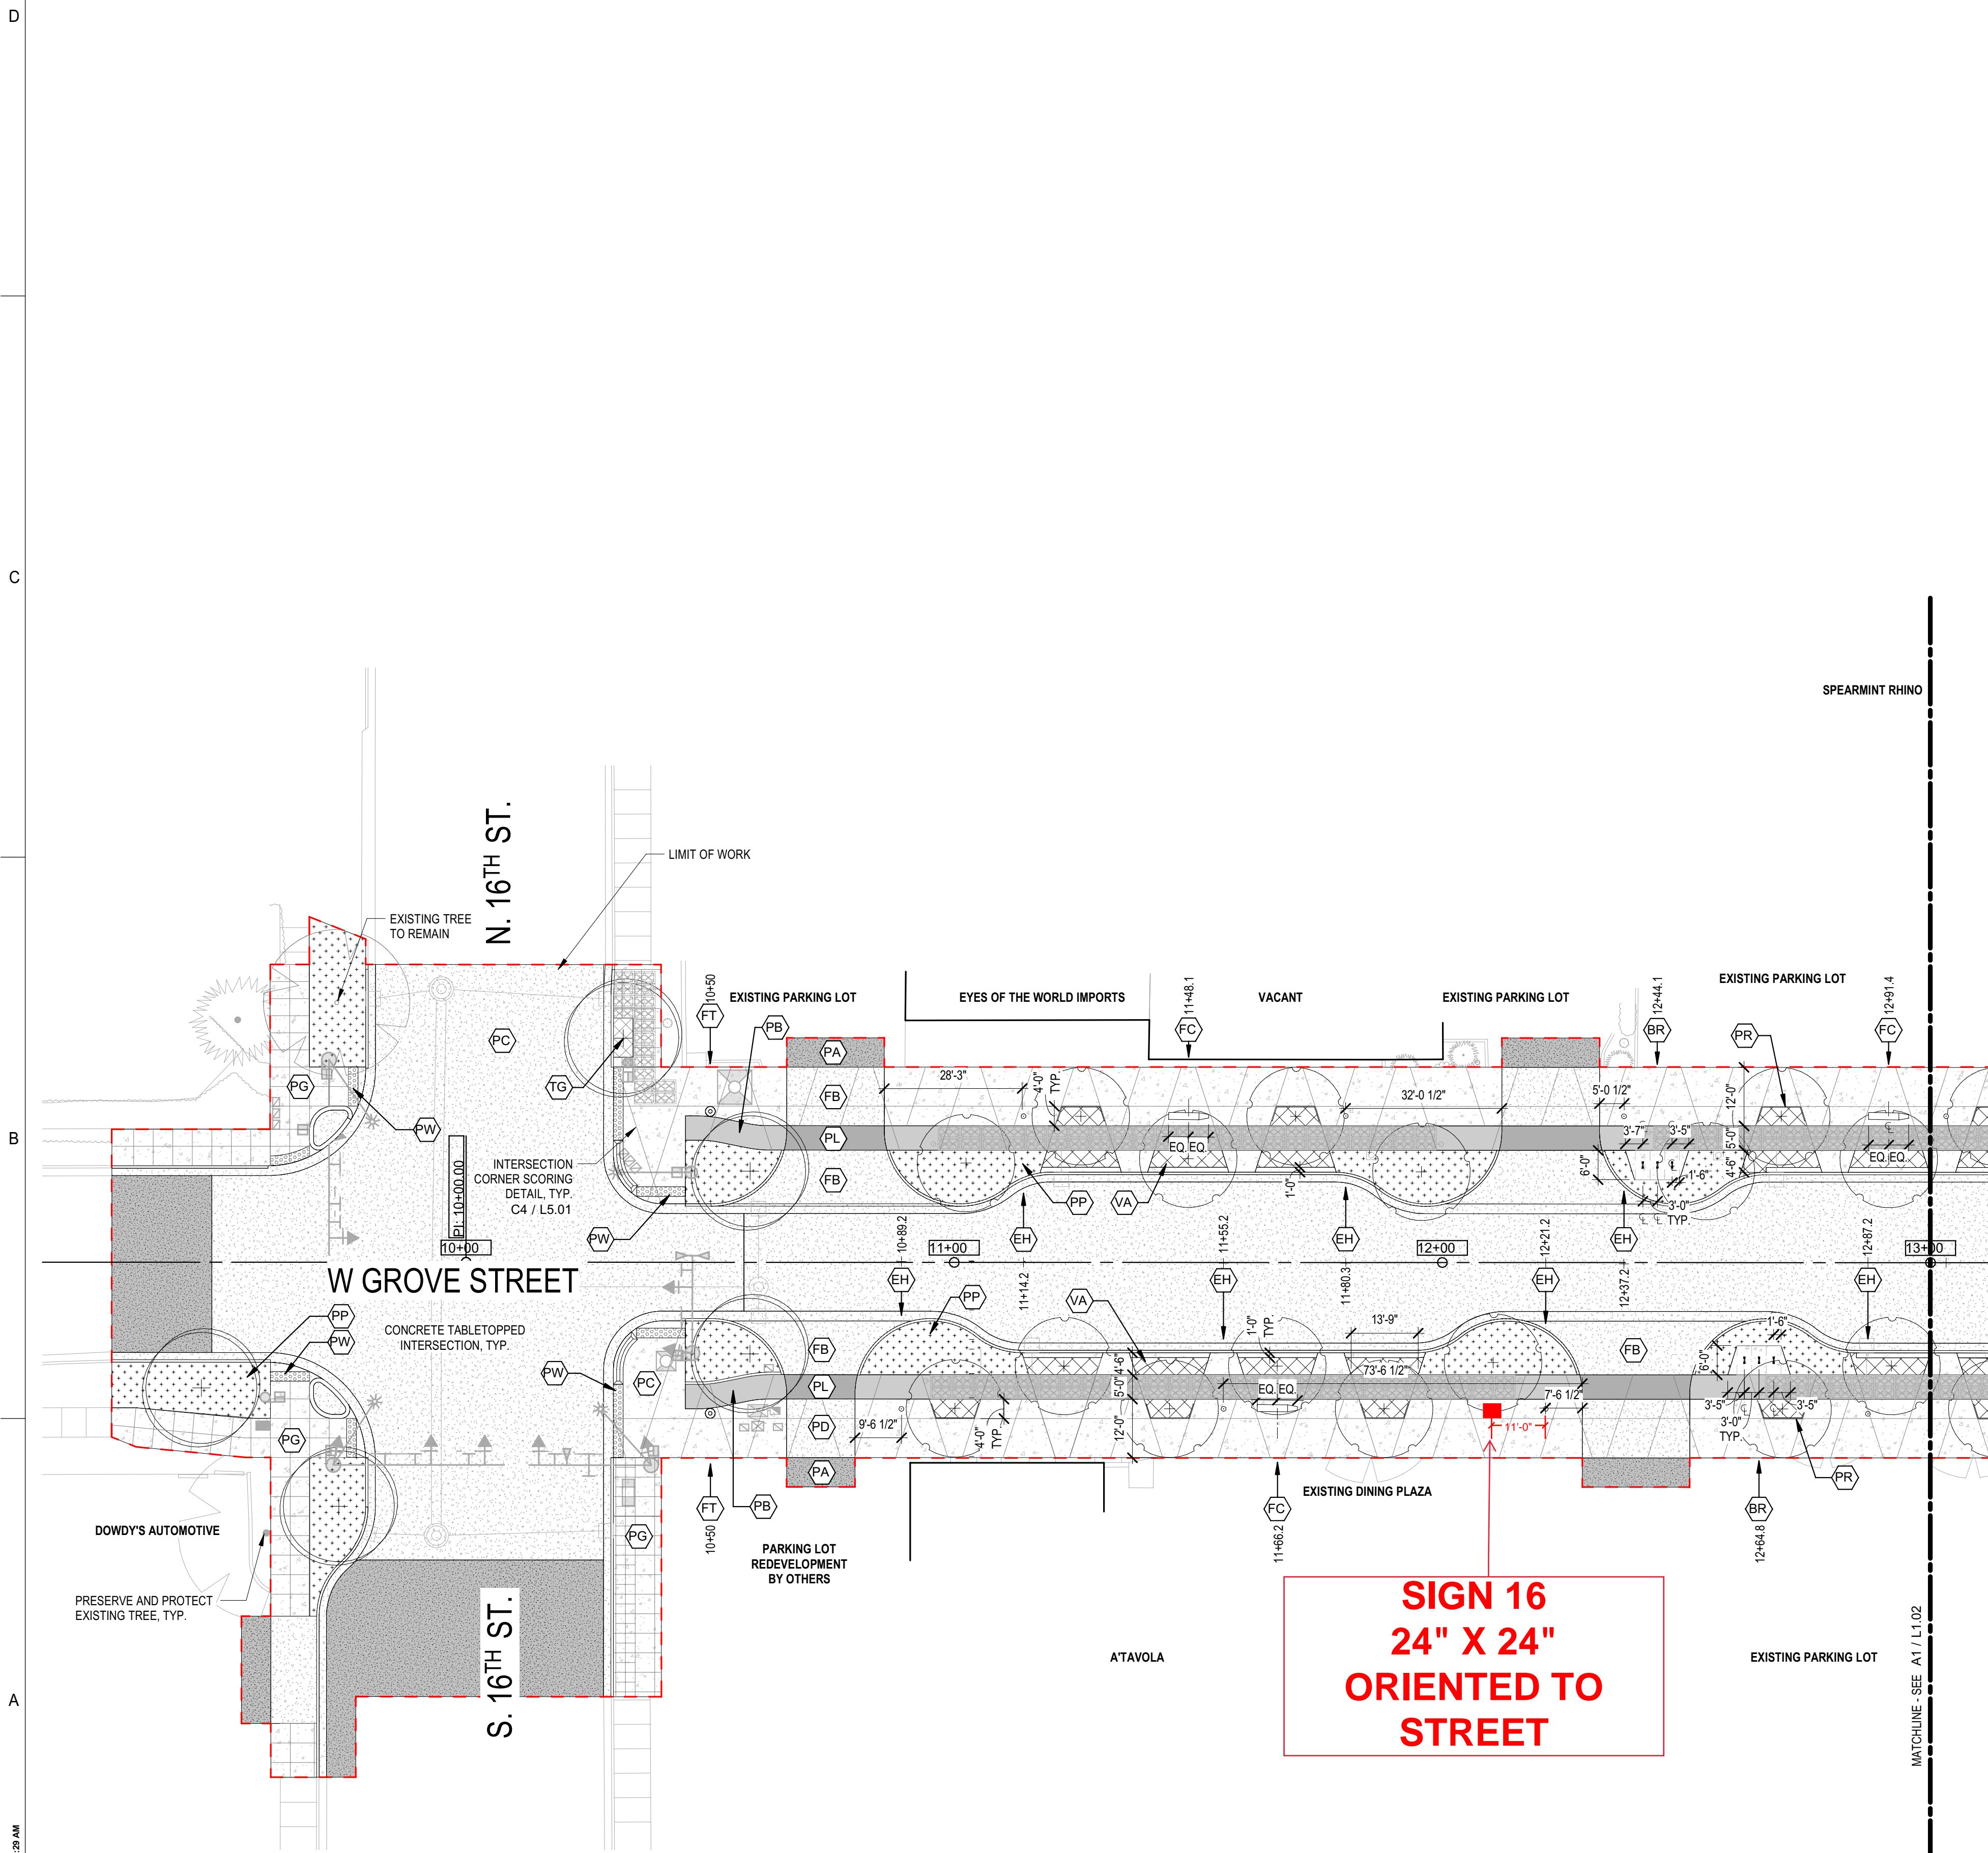 D
C
B
A
:29 AM
SPEARMINT RHINO
N. 16TH ST.
LIMIT OF WORK
EXISTING TREE
TO REMAIN
10+50
EXISTING PARKING LOT
EYES OF THE WORLD IMPORTS
11+48.1
VACANT
EXISTING PARKING LOT
12+44.1
EXISTING PARKING LOT
12+91.4
FT
PB
FC
BR
PR
FC
PC
PA
PG
TG
28'-3"
4'-0"
TYP.
32'-0 1/2"
5'-0 1/2"
12'-0"
FB
PW
PL
EQ. EQ.
3'-7"
3'-5"
5'-0"
EQ. EQ.
INTERSECTION
CORNER SCORING
DETAIL, TYP.
C4 / L5.01
FB
6'-0"
4'-6"
1'-6"
1'-0"
PP
VA
3'-0"
TYP.
PI: 10+00.00
PW
10+89.2
EH
11+55.2
EH
12+21.2
EH
12+87.2
10+00
11+00
12+00
13+00
W GROVE STREET
EH
11+14.2
EH
11+80.3
EH
12+37.2
EH
PP
PP
VA
PW
CONCRETE TABLETOPPED
INTERSECTION, TYP.
1'-0"
TYP.
13'-9"
1'-6"
FB
4'-6"
FB
6'-0"
PW
PC
PL
5'-0"
73'-6 1/2"
EQ. EQ.
7'-6 1/2"
3'-5"
3'-5"
PD
9'-6 1/2"
4'-0"
TYP.
12'-0"
11'-0"
3'-0"
TYP.
PG
PA
PR
EXISTING DINING PLAZA
FT
PB
FC
BR
10+50
11+66.2
12+64.8
PG
DOWDY'S AUTOMOTIVE
PARKING LOT
REDEVELOPMENT
BY OTHERS
PRESERVE AND PROTECT
EXISTING TREE, TYP.
S. 16TH ST.
A'TAVOLA
SIGN 16
24" X 24"
ORIENTED TO
STREET
EXISTING PARKING LOT
MATCHLINE - SEE A1 / L1.02